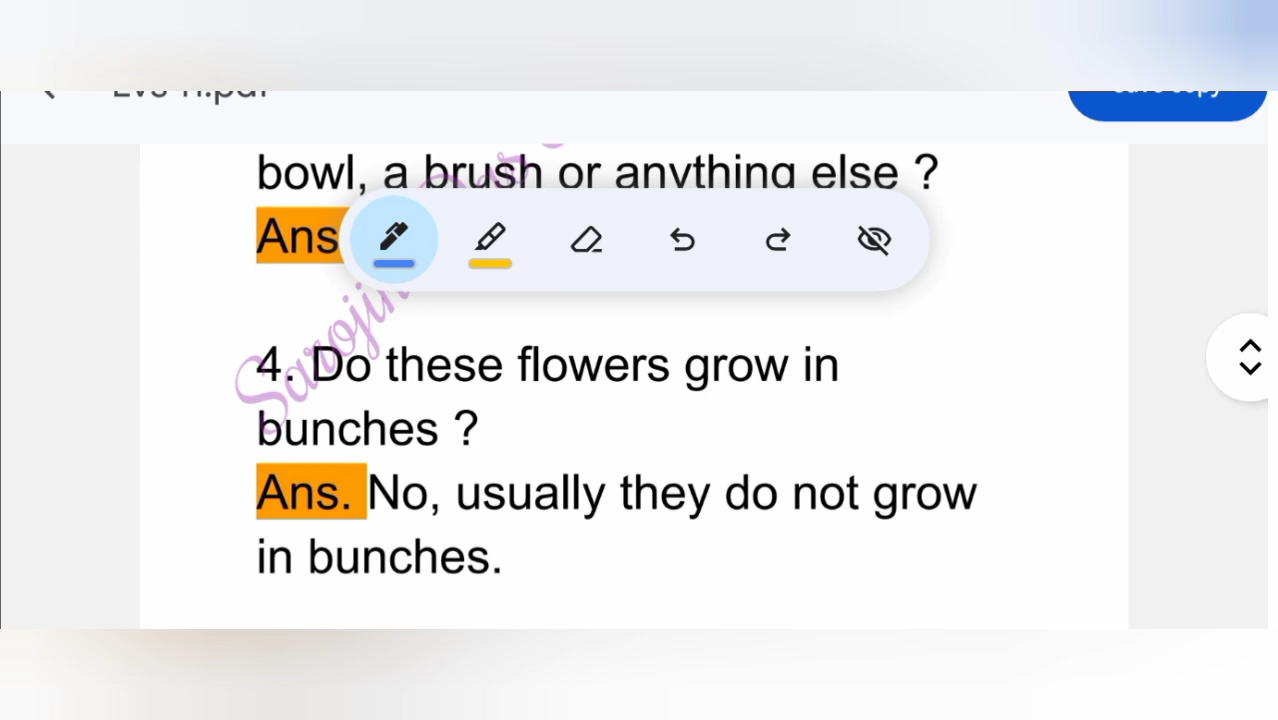 bowl, a brush or anything else ?
Ans
4. Do these flowers grow in
bunches ?
Ans. No, usually they do not grow
in bunches.